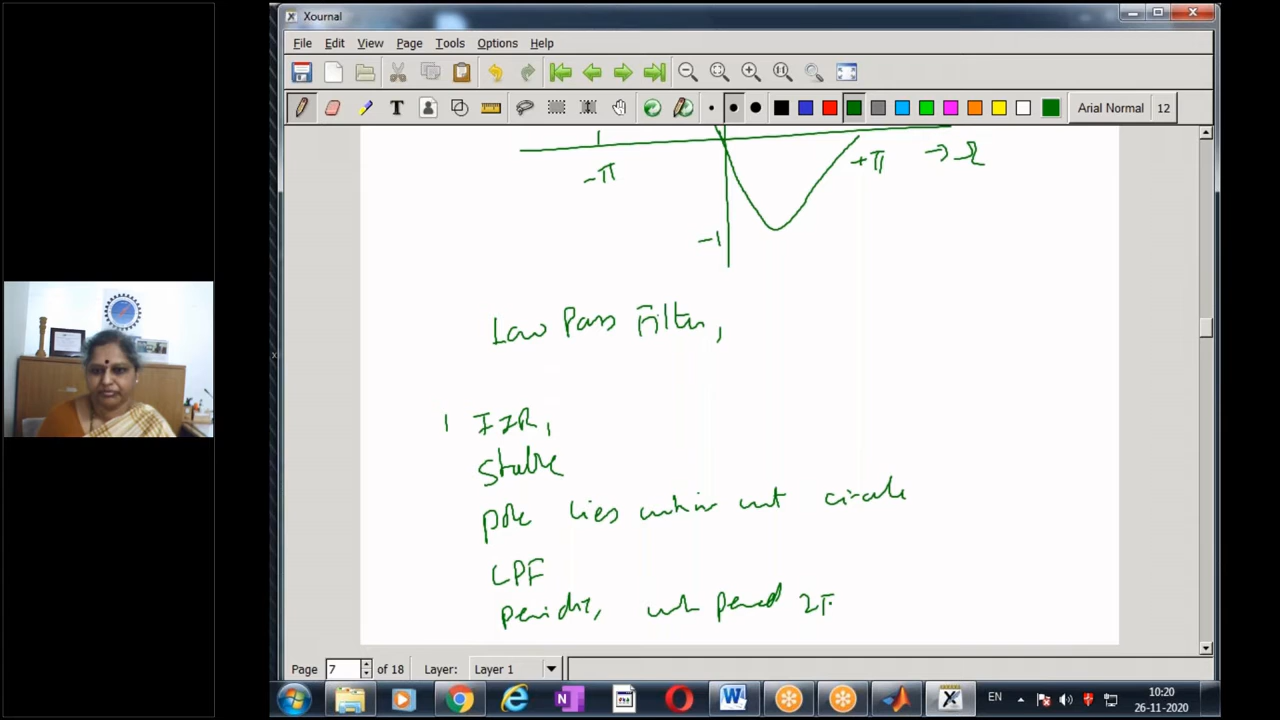 Xournal
File Edit View Page Tools Options Help
Arial Normal 12
-π +π → Ω
-1
Low Pass Filter,
1 IIR,
Stable
pole lies within unit circle
LPF
periodic, with period 2π
Page 7 of 18 Layer: Layer 1
EN 10:20
26-11-2020